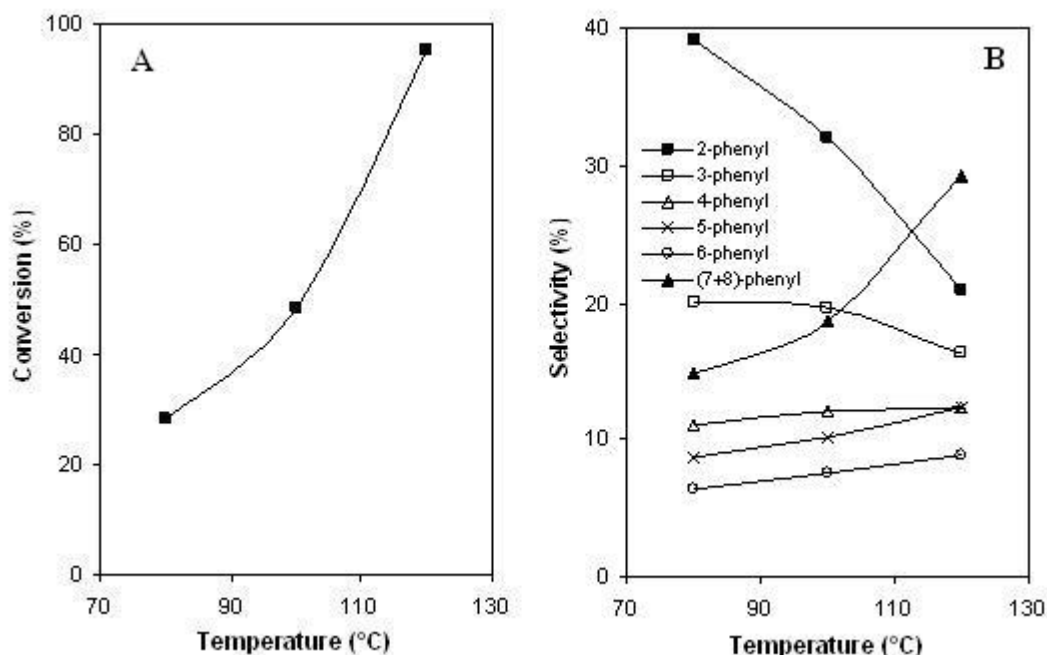 A
100
80
60
40
20
0
70 90 110 130
Conversion (%)
Temperature (°C)
B
40
30
20
10
0
70 90 110 130
Selectivity (%)
Temperature (°C)
2-phenyl
3-phenyl
4-phenyl
5-phenyl
6-phenyl
(7+8)-phenyl